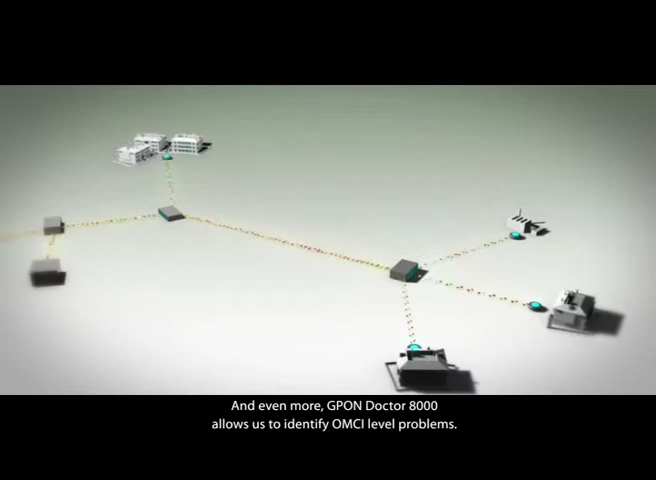 And even more, GPON Doctor 8000
allows us to identify OMCI level problems.